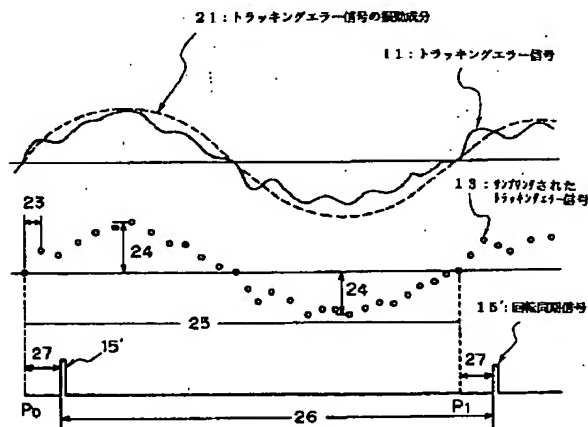 21：トラッキングエラー信号の振動成分
11：トラッキングエラー信号
13：サンプリングされた
トラッキングエラー信号
23
24
24
25
15'：回転同期信号
27
15'
27
P0
P1
26